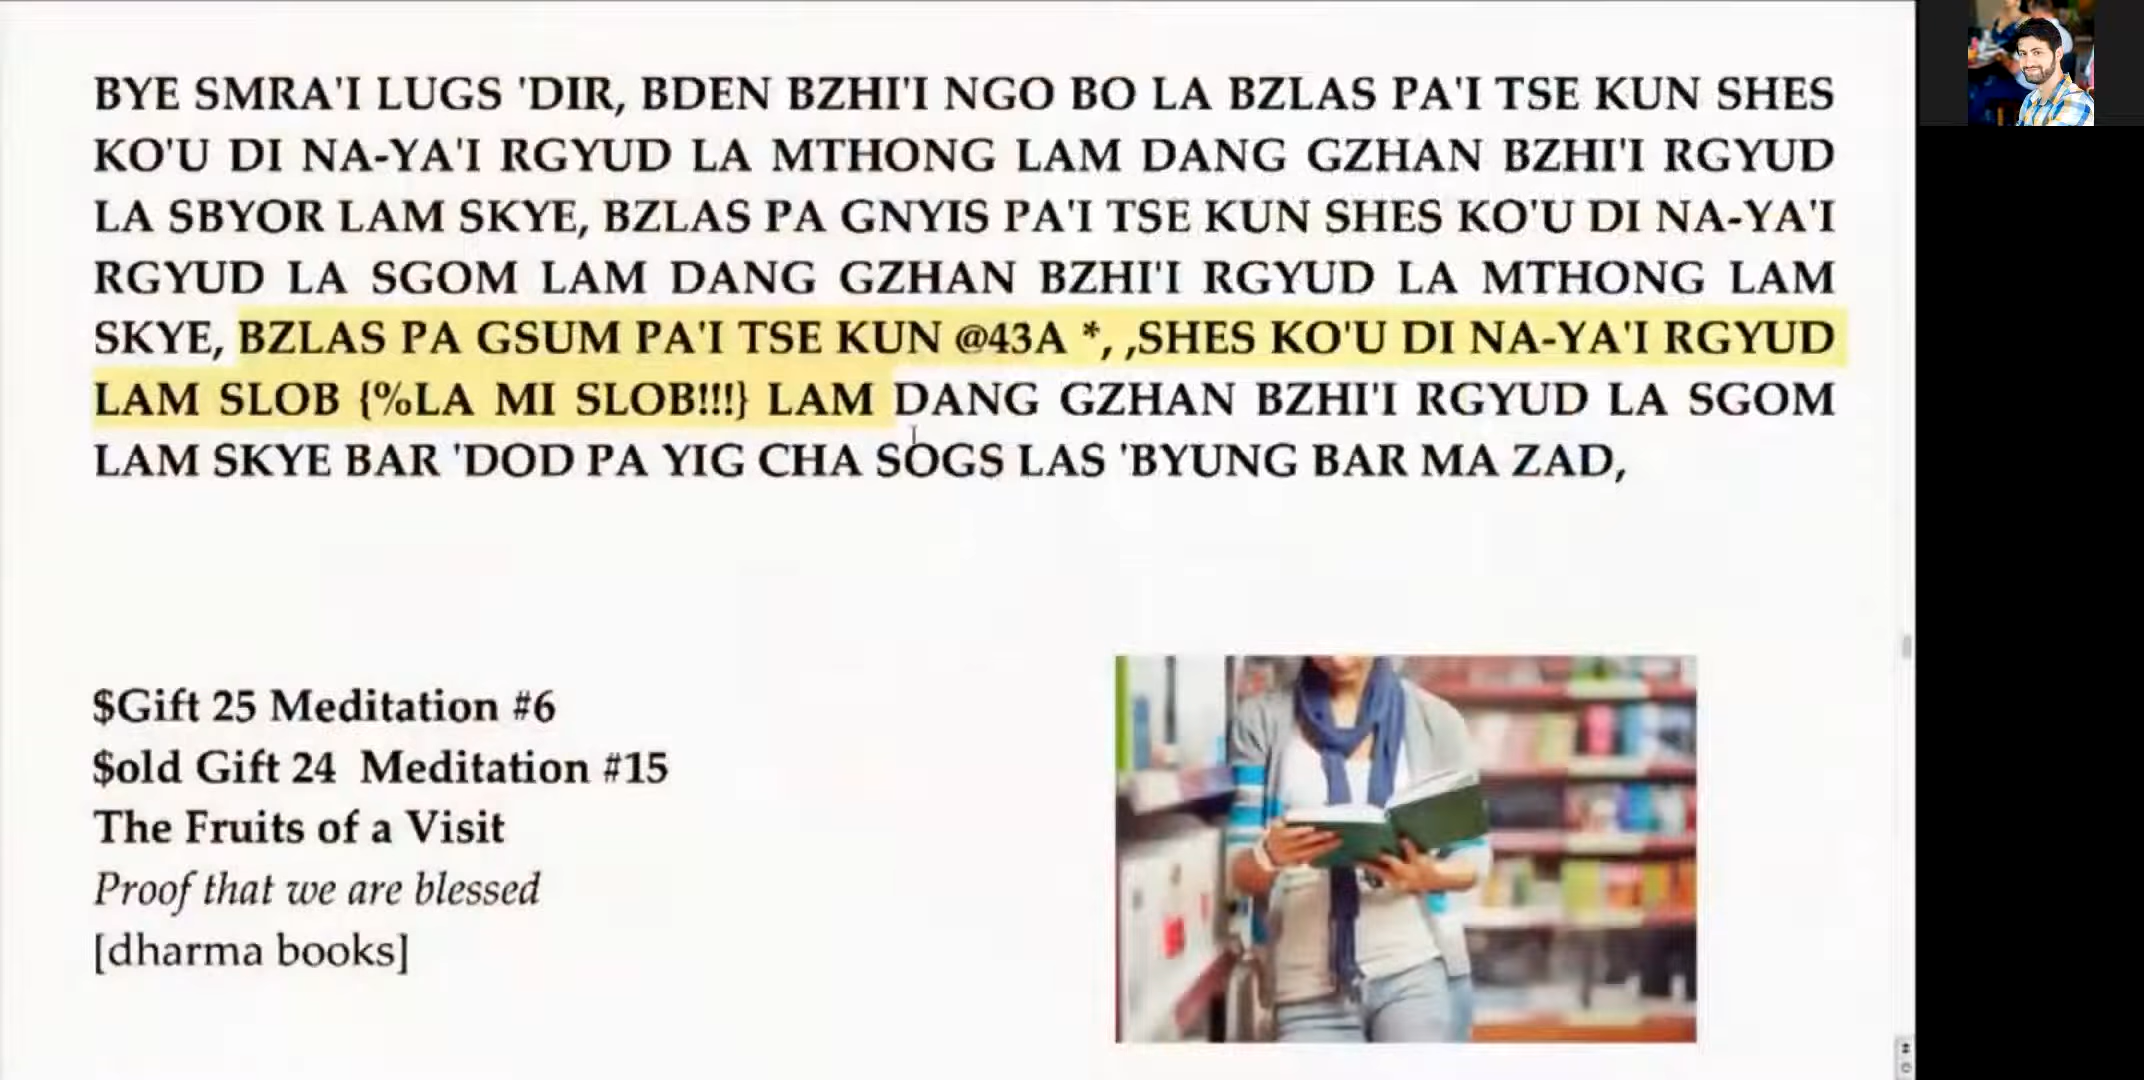 BYE SMRA'I LUGS 'DIR, BDEN BZHI'I NGO BO LA BZLAS PA'I TSE KUN SHES
KO'U DI NA-YA'I RGYUD LA MTHONG LAM DANG GZHAN BZHI'I RGYUD
LA SBYOR LAM SKYE, BZLAS PA GNYIS PA'I TSE KUN SHES KO'U DI NA-YA'I
RGYUD LA SGOM LAM DANG GZHAN BZHI'I RGYUD LA MTHONG LAM
SKYE, BZLAS PA GSUM PA'I TSE KUN @43A *, ,SHES KO'U DI NA-YA'I RGYUD
LAM SLOB {%LA MI SLOB!!!} LAM DANG GZHAN BZHI'I RGYUD LA SGOM
LAM SKYE BAR 'DOD PA YIG CHA SOGS LAS 'BYUNG BAR MA ZAD,
$Gift 25 Meditation #6
$old Gift 24 Meditation #15
The Fruits of a Visit
Proof that we are blessed
[dharma books]